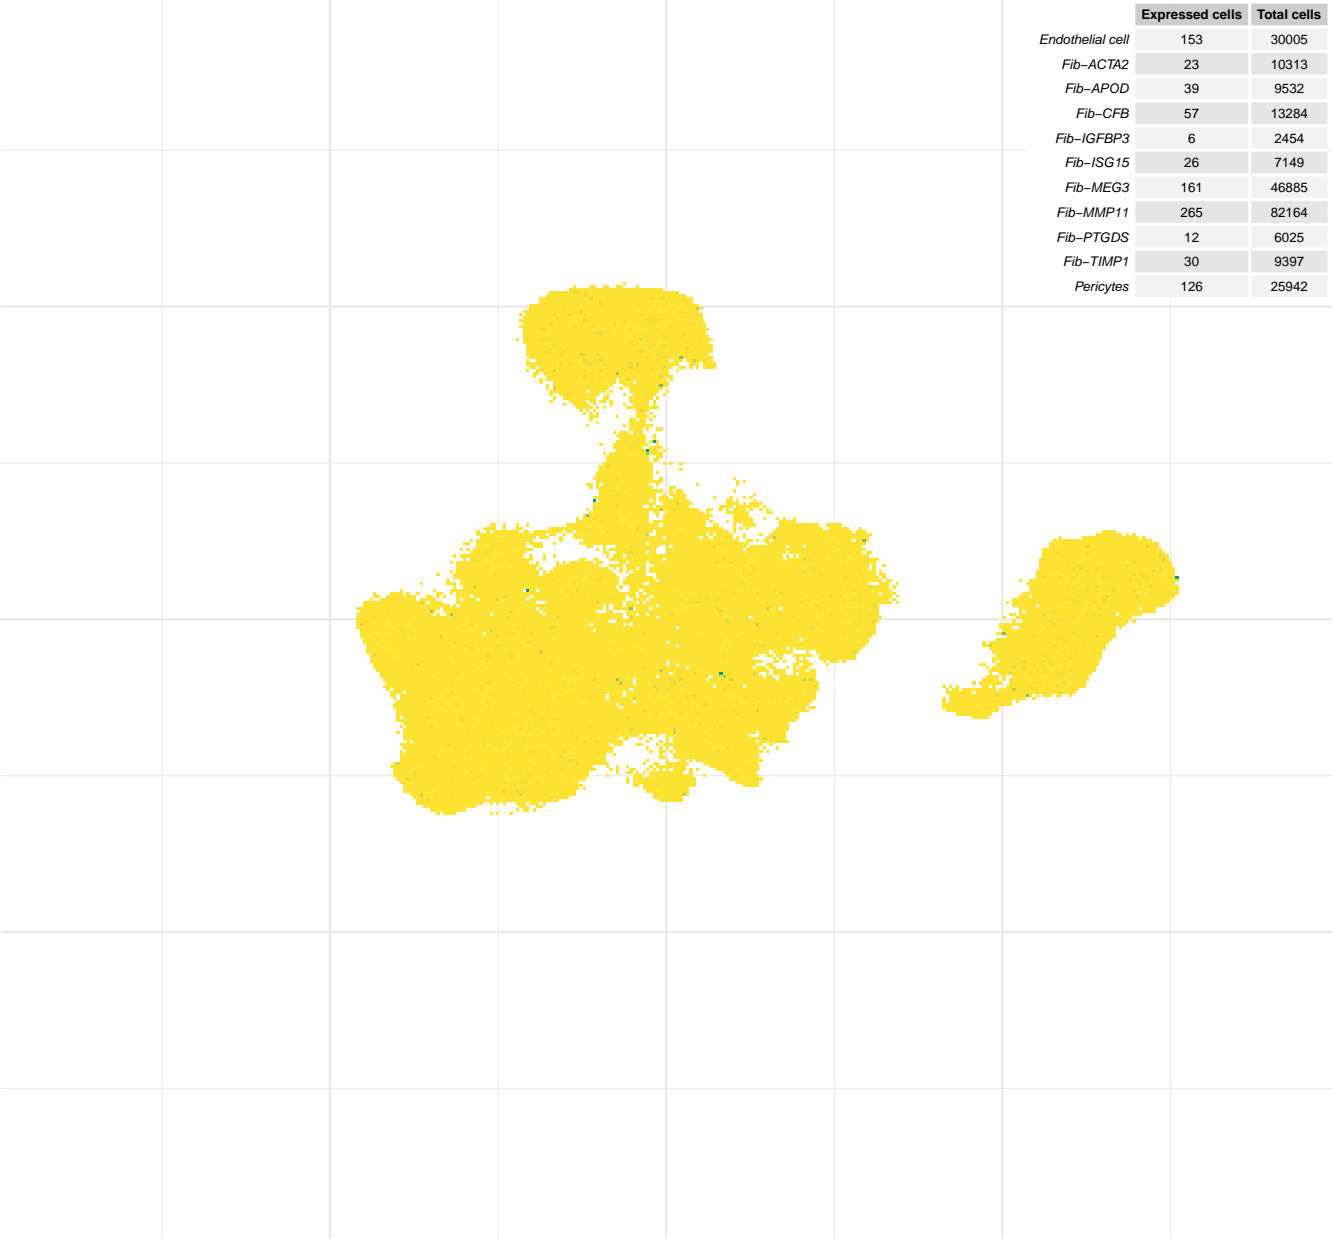 Expressed cells Total cells
Endothelial cell 153 30005
Fib−ACTA2 23 10313
Fib−APOD 39 9532
Fib−CFB 57 13284
Fib−IGFBP3 6 2454
Fib−ISG15 26 7149
Fib−MEG3 161 46885
Fib−MMP11 265 82164
Fib−PTGDS 12 6025
Fib−TIMP1 30 9397
Pericytes 126 25942